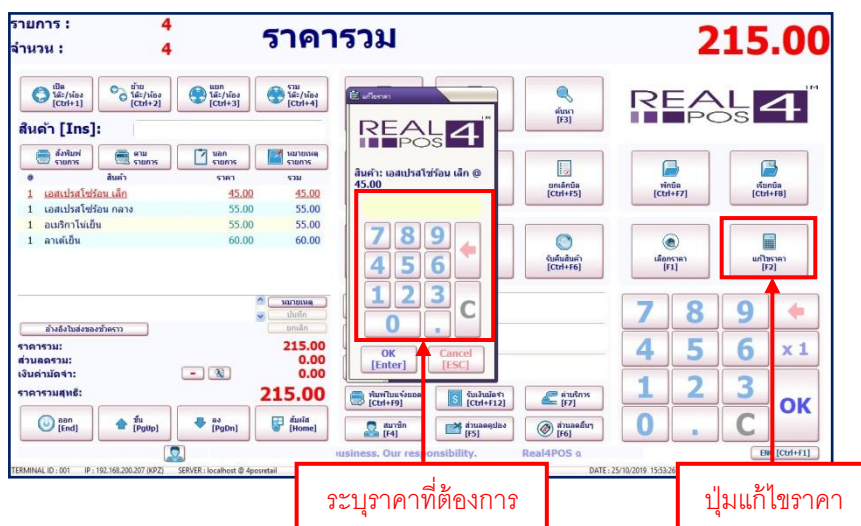 รายการ : 4
จำนวน : 4
ราคารวม
215.00
เปิด โต๊ะ/ห้อง [Ctrl+1]
ย้าย โต๊ะ/ห้อง [Ctrl+2]
แยก โต๊ะ/ห้อง [Ctrl+3]
รวม โต๊ะ/ห้อง [Ctrl+4]
สินค้า [Ins]:
สั่งพิมพ์ รายการ
ตาม รายการ
บอก รายการ
หมายเหตุ รายการ
# สินค้า ราคา รวม
1 เอสเปรสโซ่ร้อน เล็ก 45.00 45.00
1 เอสเปรสโซ่ร้อน กลาง 55.00 55.00
1 อเมริกาโน่เย็น 55.00 55.00
1 ลาเต้เย็น 60.00 60.00
หมายเหตุ
บันทึก
อ้างอิงใบส่งของชั่วคราว
ยกเลิก
ราคารวม: 215.00
ส่วนลดรวม: 0.00
เงินค่ามัดจำ: - 0.00
ราคารวมสุทธิ: 215.00
ออก [End]
ขึ้น [PgUp]
ลง [PgDn]
สัมผัส [Home]
แก้ไขราคา
REAL 4 POS TM
สินค้า: เอสเปรสโซ่ร้อน เล็ก @
45.00
7 8 9
4 5 6
1 2 3 C
0 .
OK [Enter]
Cancel [ESC]
ค้นหา [F3]
REAL 4 POS TM
ยกเลิกบิล [Ctrl+F5]
พักบิล [Ctrl+F7]
เรียกบิล [Ctrl+F8]
รับคืนสินค้า [Ctrl+F6]
เลือกราคา [F1]
แก้ไขราคา [F2]
พิมพ์ใบแจ้งยอด [Ctrl+F9]
รับเงินมัดจำ [Ctrl+F12]
ค่าบริการ [F7]
สมาชิก [F4]
ส่วนลดคูปอง [F5]
ส่วนลดอื่นๆ [F6]
7 8 9
4 5 6 x 1
1 2 3 OK
0 . C
usiness. Our responsibility. Real4POS
[Ctrl+F1]
TERMINAL ID : 001 IP : 192.168.200.207 (KPZ) SERVER : localhost @ 4posretail
DATE : 25/10/2019 15:53:26
ระบุราคาที่ต้องการ
ปุ่มแก้ไขราคา